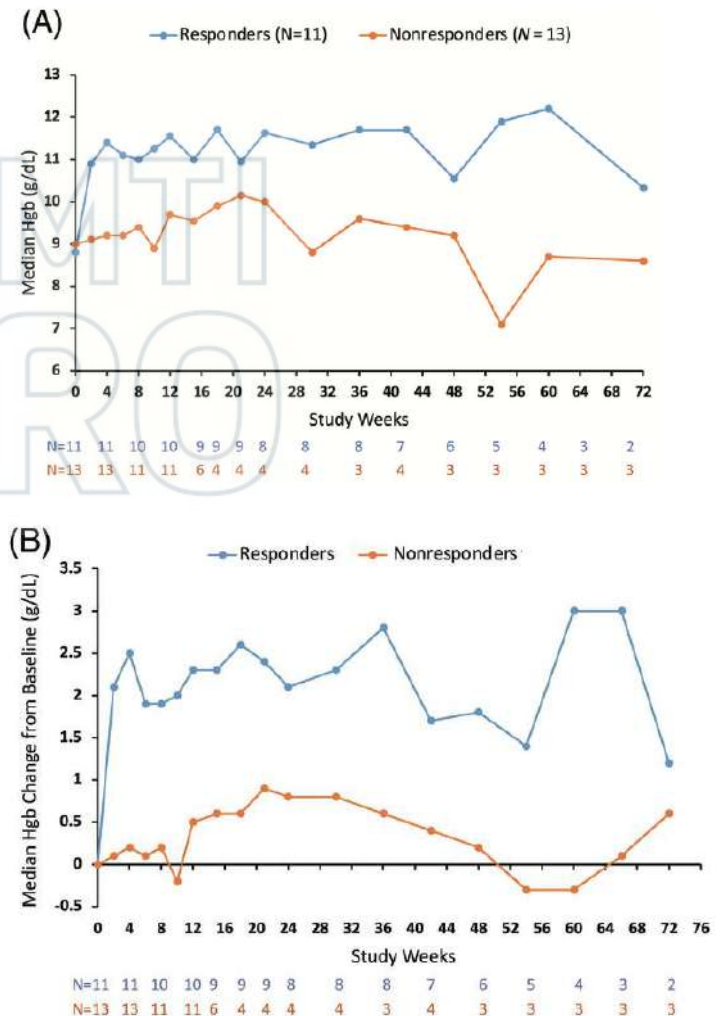 (A)
Responders (N=11) Nonresponders (N = 13)
Median Hgb (g/dL)
13
12
11
10
9
8
7
6
0 4 8 12 16 20 24 28 32 36 40 44 48 52 56 60 64 68 72
Study Weeks
N=11 11 10 10 9 9 9 8 8 8 7 6 5 4 3 2
N=13 13 11 11 6 4 4 4 4 3 4 3 3 3 3 3
MTI
RO
(B)
Responders Nonresponders
Median Hgb Change from Baseline (g/dL)
3.5
3
2.5
2
1.5
1
0.5
0
-0.5
0 4 8 12 16 20 24 28 32 36 40 44 48 52 56 60 64 68 72 76
Study Weeks
N=11 11 10 10 9 9 9 8 8 8 7 6 5 4 3 2
N=13 13 11 11 6 4 4 4 4 3 4 3 3 3 3 3